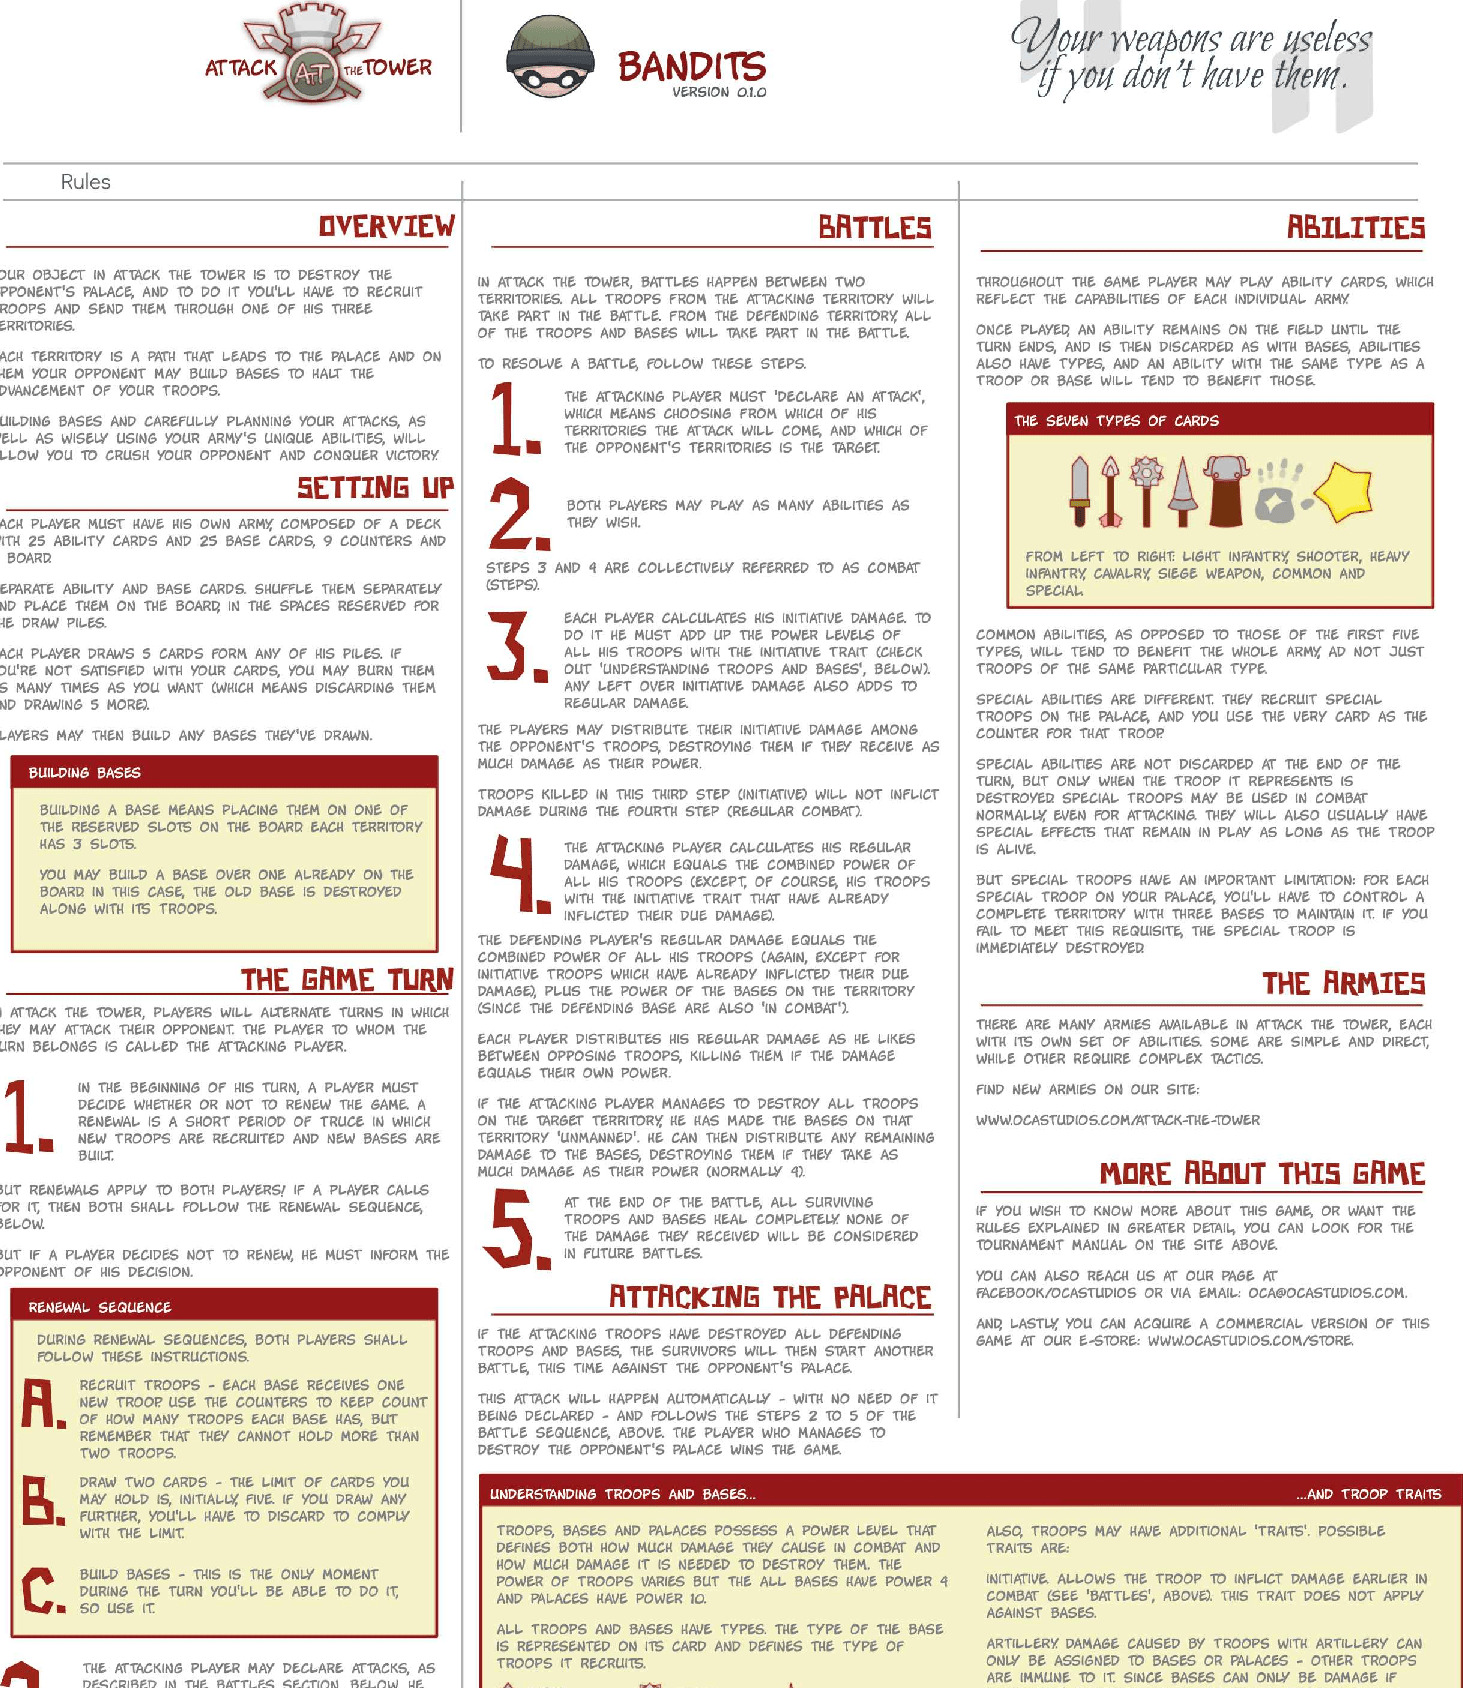 ATTACK ATT THE TOWER
BANDITS
VERSION 0.1.0
Your weapons are useless
if you don't have them.
Rules
OVERVIEW
OUR OBJECT IN ATTACK THE TOWER IS TO DESTROY THE
PPONENT'S PALACE, AND TO DO IT YOU'LL HAVE TO RECRUIT
ROOPS AND SEND THEM THROUGH ONE OF HIS THREE
ERRITORIES.
ACH TERRITORY IS A PATH THAT LEADS TO THE PALACE AND ON
HEM YOUR OPPONENT MAY BUILD BASES TO HALT THE
DVANCEMENT OF YOUR TROOPS.
UILDING BASES AND CAREFULLY PLANNING YOUR ATTACKS, AS
ELL AS WISELY USING YOUR ARMY'S UNIQUE ABILITIES, WILL
LLOW YOU TO CRUSH YOUR OPPONENT AND CONQUER VICTORY.
SETTING UP
ACH PLAYER MUST HAVE HIS OWN ARMY, COMPOSED OF A DECK
ITH 25 ABILITY CARDS AND 25 BASE CARDS, 9 COUNTERS AND
BOARD.
EPARATE ABILITY AND BASE CARDS. SHUFFLE THEM SEPARATELY
ND PLACE THEM ON THE BOARD, IN THE SPACES RESERVED FOR
HE DRAW PILES.
ACH PLAYER DRAWS 5 CARDS FORM ANY OF HIS PILES. IF
OU'RE NOT SATISFIED WITH YOUR CARDS, YOU MAY BURN THEM
S MANY TIMES AS YOU WANT (WHICH MEANS DISCARDING THEM
ND DRAWING 5 MORE).
LAYERS MAY THEN BUILD ANY BASES THEY'VE DRAWN.
BUILDING BASES
BUILDING A BASE MEANS PLACING THEM ON ONE OF
THE RESERVED SLOTS ON THE BOARD. EACH TERRITORY
HAS 3 SLOTS.
YOU MAY BUILD A BASE OVER ONE ALREADY ON THE
BOARD. IN THIS CASE, THE OLD BASE IS DESTROYED
ALONG WITH ITS TROOPS.
THE GAME TURN
N ATTACK THE TOWER, PLAYERS WILL ALTERNATE TURNS IN WHICH
HEY MAY ATTACK THEIR OPPONENT. THE PLAYER TO WHOM THE
URN BELONGS IS CALLED THE ATTACKING PLAYER.
1.
IN THE BEGINNING OF HIS TURN, A PLAYER MUST
DECIDE WHETHER OR NOT TO RENEW THE GAME. A
RENEWAL IS A SHORT PERIOD OF TRUCE IN WHICH
NEW TROOPS ARE RECRUITED AND NEW BASES ARE
BUILT.
BUT RENEWALS APPLY TO BOTH PLAYERS! IF A PLAYER CALLS
FOR IT, THEN BOTH SHALL FOLLOW THE RENEWAL SEQUENCE,
BELOW.
BUT IF A PLAYER DECIDES NOT TO RENEW, HE MUST INFORM THE
OPPONENT OF HIS DECISION.
RENEWAL SEQUENCE
DURING RENEWAL SEQUENCES, BOTH PLAYERS SHALL
FOLLOW THESE INSTRUCTIONS.
A.
RECRUIT TROOPS - EACH BASE RECEIVES ONE
NEW TROOP. USE THE COUNTERS TO KEEP COUNT
OF HOW MANY TROOPS EACH BASE HAS, BUT
REMEMBER THAT THEY CANNOT HOLD MORE THAN
TWO TROOPS.
B.
DRAW TWO CARDS - THE LIMIT OF CARDS YOU
MAY HOLD IS, INITIALLY, FIVE. IF YOU DRAW ANY
FURTHER, YOU'LL HAVE TO DISCARD TO COMPLY
WITH THE LIMIT.
C.
BUILD BASES - THIS IS THE ONLY MOMENT
DURING THE TURN YOU'LL BE ABLE TO DO IT,
SO USE IT.
THE ATTACKING PLAYER MAY DECLARE ATTACKS, AS
DESCRIBED IN THE BATTLES SECTION, BELOW. HE
BATTLES
IN ATTACK THE TOWER, BATTLES HAPPEN BETWEEN TWO
TERRITORIES. ALL TROOPS FROM THE ATTACKING TERRITORY WILL
TAKE PART IN THE BATTLE. FROM THE DEFENDING TERRITORY, ALL
OF THE TROOPS AND BASES WILL TAKE PART IN THE BATTLE.
TO RESOLVE A BATTLE, FOLLOW THESE STEPS.
1.
THE ATTACKING PLAYER MUST 'DECLARE AN ATTACK',
WHICH MEANS CHOOSING FROM WHICH OF HIS
TERRITORIES THE ATTACK WILL COME, AND WHICH OF
THE OPPONENT'S TERRITORIES IS THE TARGET.
2.
BOTH PLAYERS MAY PLAY AS MANY ABILITIES AS
THEY WISH.
STEPS 3 AND 4 ARE COLLECTIVELY REFERRED TO AS COMBAT
(STEPS).
3.
EACH PLAYER CALCULATES HIS INITIATIVE DAMAGE. TO
DO IT HE MUST ADD UP THE POWER LEVELS OF
ALL HIS TROOPS WITH THE INITIATIVE TRAIT (CHECK
OUT 'UNDERSTANDING TROOPS AND BASES', BELOW).
ANY LEFT OVER INITIATIVE DAMAGE ALSO ADDS TO
REGULAR DAMAGE.
THE PLAYERS MAY DISTRIBUTE THEIR INITIATIVE DAMAGE AMONG
THE OPPONENT'S TROOPS, DESTROYING THEM IF THEY RECEIVE AS
MUCH DAMAGE AS THEIR POWER.
TROOPS KILLED IN THIS THIRD STEP (INITIATIVE) WILL NOT INFLICT
DAMAGE DURING THE FOURTH STEP (REGULAR COMBAT).
4.
THE ATTACKING PLAYER CALCULATES HIS REGULAR
DAMAGE, WHICH EQUALS THE COMBINED POWER OF
ALL HIS TROOPS (EXCEPT, OF COURSE, HIS TROOPS
WITH THE INITIATIVE TRAIT THAT HAVE ALREADY
INFLICTED THEIR DUE DAMAGE).
THE DEFENDING PLAYER'S REGULAR DAMAGE EQUALS THE
COMBINED POWER OF ALL HIS TROOPS (AGAIN, EXCEPT FOR
INITIATIVE TROOPS WHICH HAVE ALREADY INFLICTED THEIR DUE
DAMAGE), PLUS THE POWER OF THE BASES ON THE TERRITORY
(SINCE THE DEFENDING BASE ARE ALSO 'IN COMBAT').
EACH PLAYER DISTRIBUTES HIS REGULAR DAMAGE AS HE LIKES
BETWEEN OPPOSING TROOPS, KILLING THEM IF THE DAMAGE
EQUALS THEIR OWN POWER.
IF THE ATTACKING PLAYER MANAGES TO DESTROY ALL TROOPS
ON THE TARGET TERRITORY, HE HAS MADE THE BASES ON THAT
TERRITORY 'UNMANNED'. HE CAN THEN DISTRIBUTE ANY REMAINING
DAMAGE TO THE BASES, DESTROYING THEM IF THEY TAKE AS
MUCH DAMAGE AS THEIR POWER (NORMALLY 4).
5.
AT THE END OF THE BATTLE, ALL SURVIVING
TROOPS AND BASES HEAL COMPLETELY. NONE OF
THE DAMAGE THEY RECEIVED WILL BE CONSIDERED
IN FUTURE BATTLES.
ATTACKING THE PALACE
IF THE ATTACKING TROOPS HAVE DESTROYED ALL DEFENDING
TROOPS AND BASES, THE SURVIVORS WILL THEN START ANOTHER
BATTLE, THIS TIME AGAINST THE OPPONENT'S PALACE.
THIS ATTACK WILL HAPPEN AUTOMATICALLY - WITH NO NEED OF IT
BEING DECLARED - AND FOLLOWS THE STEPS 2 TO 5 OF THE
BATTLE SEQUENCE, ABOVE. THE PLAYER WHO MANAGES TO
DESTROY THE OPPONENT'S PALACE WINS THE GAME.
ABILITIES
THROUGHOUT THE GAME PLAYER MAY PLAY ABILITY CARDS, WHICH
REFLECT THE CAPABILITIES OF EACH INDIVIDUAL ARMY.
ONCE PLAYED, AN ABILITY REMAINS ON THE FIELD UNTIL THE
TURN ENDS, AND IS THEN DISCARDED. AS WITH BASES, ABILITIES
ALSO HAVE TYPES, AND AN ABILITY WITH THE SAME TYPE AS A
TROOP OR BASE WILL TEND TO BENEFIT THOSE.
THE SEVEN TYPES OF CARDS
FROM LEFT TO RIGHT: LIGHT INFANTRY, SHOOTER, HEAVY
INFANTRY, CAVALRY, SIEGE WEAPON, COMMON AND
SPECIAL.
COMMON ABILITIES, AS OPPOSED TO THOSE OF THE FIRST FIVE
TYPES, WILL TEND TO BENEFIT THE WHOLE ARMY, AD NOT JUST
TROOPS OF THE SAME PARTICULAR TYPE.
SPECIAL ABILITIES ARE DIFFERENT. THEY RECRUIT SPECIAL
TROOPS ON THE PALACE, AND YOU USE THE VERY CARD AS THE
COUNTER FOR THAT TROOP.
SPECIAL ABILITIES ARE NOT DISCARDED AT THE END OF THE
TURN, BUT ONLY WHEN THE TROOP IT REPRESENTS IS
DESTROYED. SPECIAL TROOPS MAY BE USED IN COMBAT
NORMALLY, EVEN FOR ATTACKING. THEY WILL ALSO USUALLY HAVE
SPECIAL EFFECTS THAT REMAIN IN PLAY AS LONG AS THE TROOP
IS ALIVE.
BUT SPECIAL TROOPS HAVE AN IMPORTANT LIMITATION: FOR EACH
SPECIAL TROOP ON YOUR PALACE, YOU'LL HAVE TO CONTROL A
COMPLETE TERRITORY WITH THREE BASES TO MAINTAIN IT. IF YOU
FAIL TO MEET THIS REQUISITE, THE SPECIAL TROOP IS
IMMEDIATELY DESTROYED.
THE ARMIES
THERE ARE MANY ARMIES AVAILABLE IN ATTACK THE TOWER, EACH
WITH ITS OWN SET OF ABILITIES. SOME ARE SIMPLE AND DIRECT,
WHILE OTHER REQUIRE COMPLEX TACTICS.
FIND NEW ARMIES ON OUR SITE:
WWW.OCASTUDIOS.COM/ATTACK-THE-TOWER
MORE ABOUT THIS GAME
IF YOU WISH TO KNOW MORE ABOUT THIS GAME, OR WANT THE
RULES EXPLAINED IN GREATER DETAIL, YOU CAN LOOK FOR THE
TOURNAMENT MANUAL ON THE SITE ABOVE.
YOU CAN ALSO REACH US AT OUR PAGE AT
FACEBOOK/OCASTUDIOS OR VIA EMAIL: OCA@OCASTUDIOS.COM.
AND, LASTLY, YOU CAN ACQUIRE A COMMERCIAL VERSION OF THIS
GAME AT OUR E-STORE: WWW.OCASTUDIOS.COM/STORE.
UNDERSTANDING TROOPS AND BASES...
TROOPS, BASES AND PALACES POSSESS A POWER LEVEL THAT
DEFINES BOTH HOW MUCH DAMAGE THEY CAUSE IN COMBAT AND
HOW MUCH DAMAGE IT IS NEEDED TO DESTROY THEM. THE
POWER OF TROOPS VARIES BUT THE ALL BASES HAVE POWER 4
AND PALACES HAVE POWER 10.
ALL TROOPS AND BASES HAVE TYPES. THE TYPE OF THE BASE
IS REPRESENTED ON ITS CARD AND DEFINES THE TYPE OF
TROOPS IT RECRUITS.
...AND TROOP TRAITS
ALSO, TROOPS MAY HAVE ADDITIONAL 'TRAITS'. POSSIBLE
TRAITS ARE:
INITIATIVE. ALLOWS THE TROOP TO INFLICT DAMAGE EARLIER IN
COMBAT (SEE 'BATTLES', ABOVE). THIS TRAIT DOES NOT APPLY
AGAINST BASES.
ARTILLERY. DAMAGE CAUSED BY TROOPS WITH ARTILLERY CAN
ONLY BE ASSIGNED TO BASES OR PALACES - OTHER TROOPS
ARE IMMUNE TO IT. SINCE BASES CAN ONLY BE DAMAGE IF